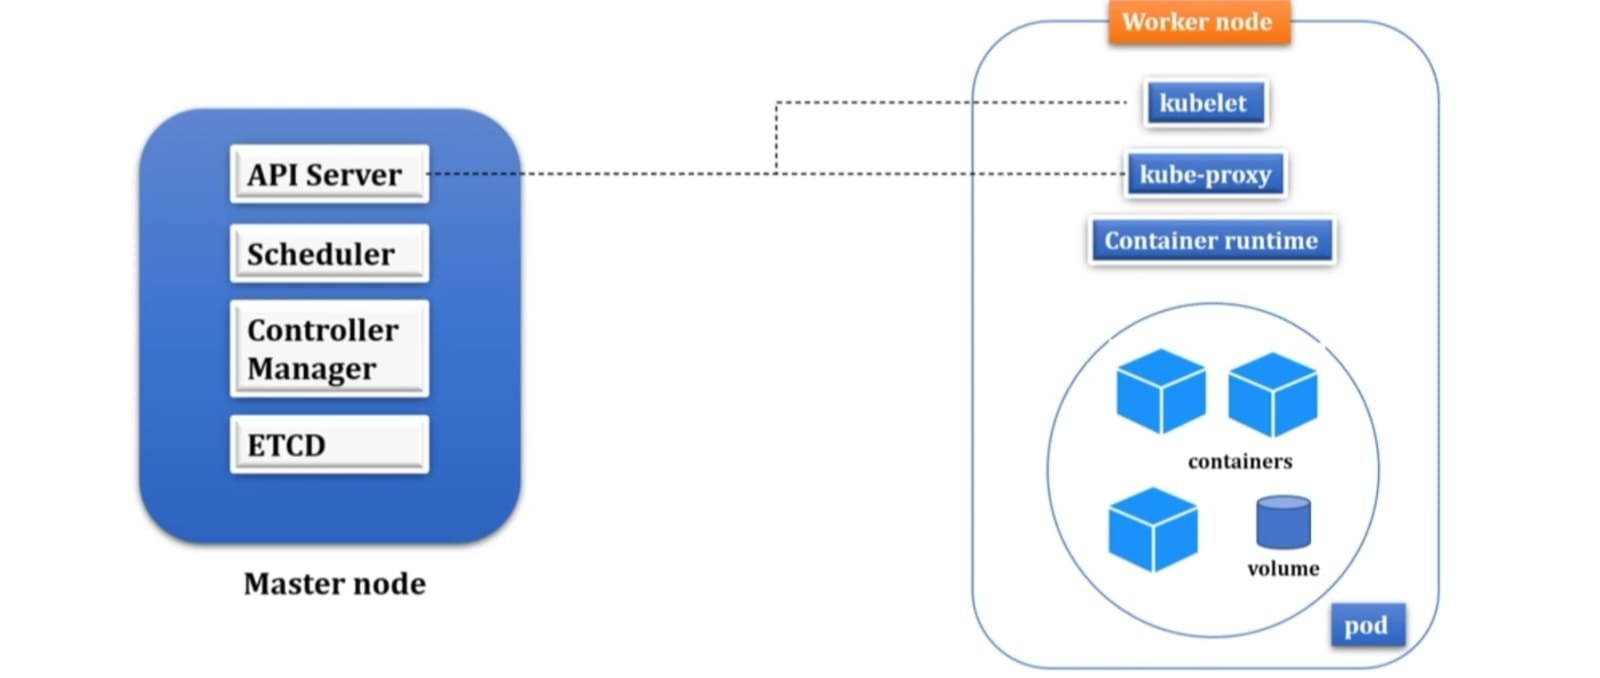 Worker node
kubelet
API Server
kube-proxy
Scheduler
Container runtime
Controller
Manager
ETCD
containers
volume
Master node
pod